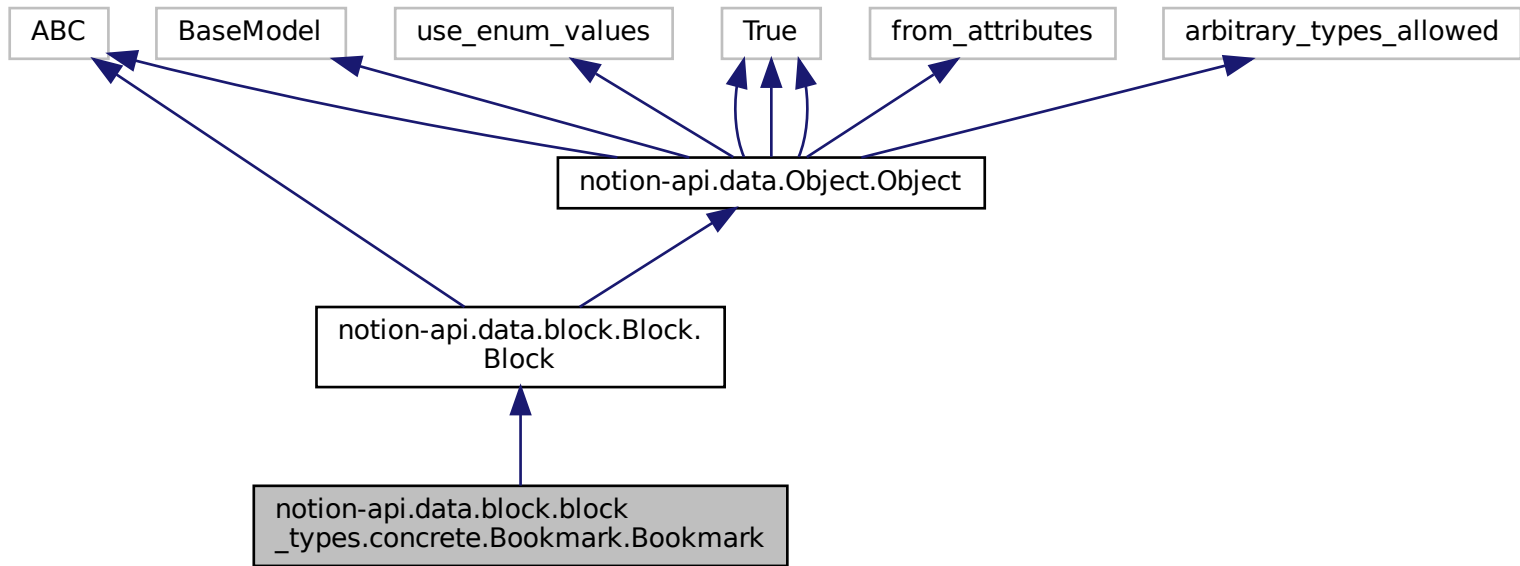 ABC
BaseModel
use_enum_values
True
from_attributes
arbitrary_types_allowed
notion-api.data.Object.Object
notion-api.data.block.Block.
Block
notion-api.data.block.block
_types.concrete.Bookmark.Bookmark